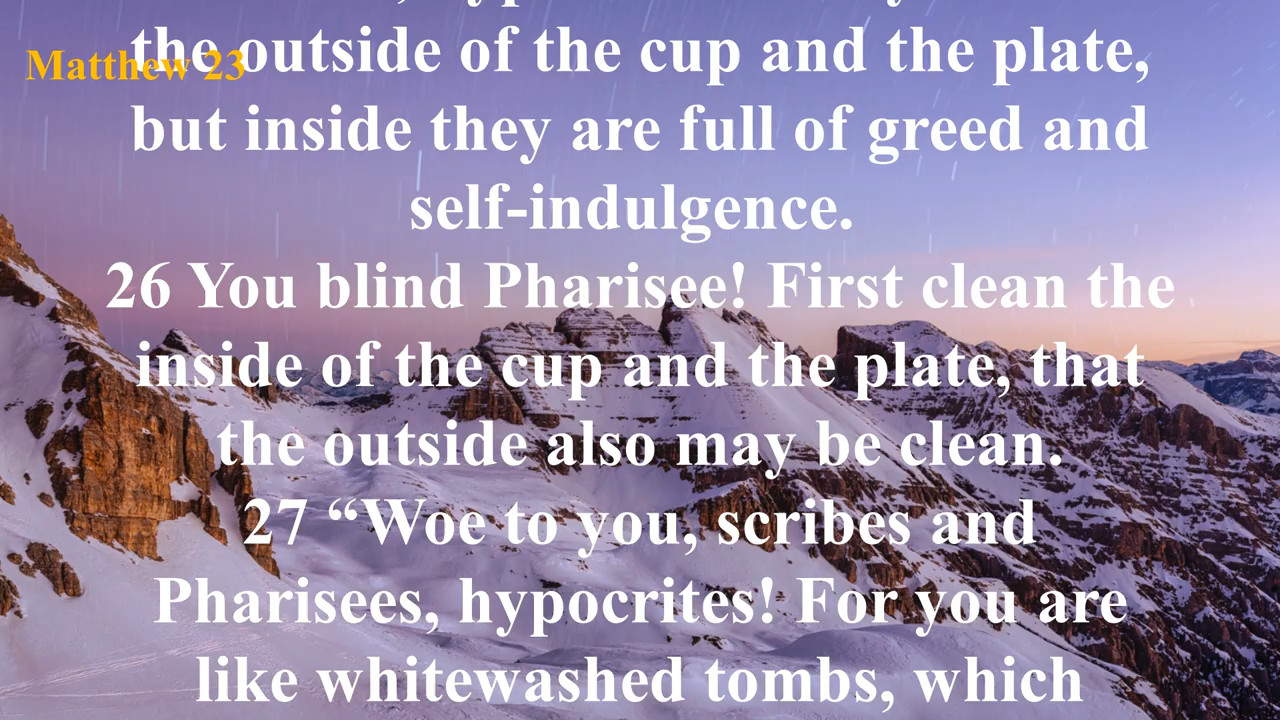 Matthew 23
the outside of the cup and the plate,
but inside they are full of greed and
self-indulgence.
26 You blind Pharisee! First clean the
inside of the cup and the plate, that
the outside also may be clean.
27 “Woe to you, scribes and
Pharisees, hypocrites! For you are
like whitewashed tombs, which